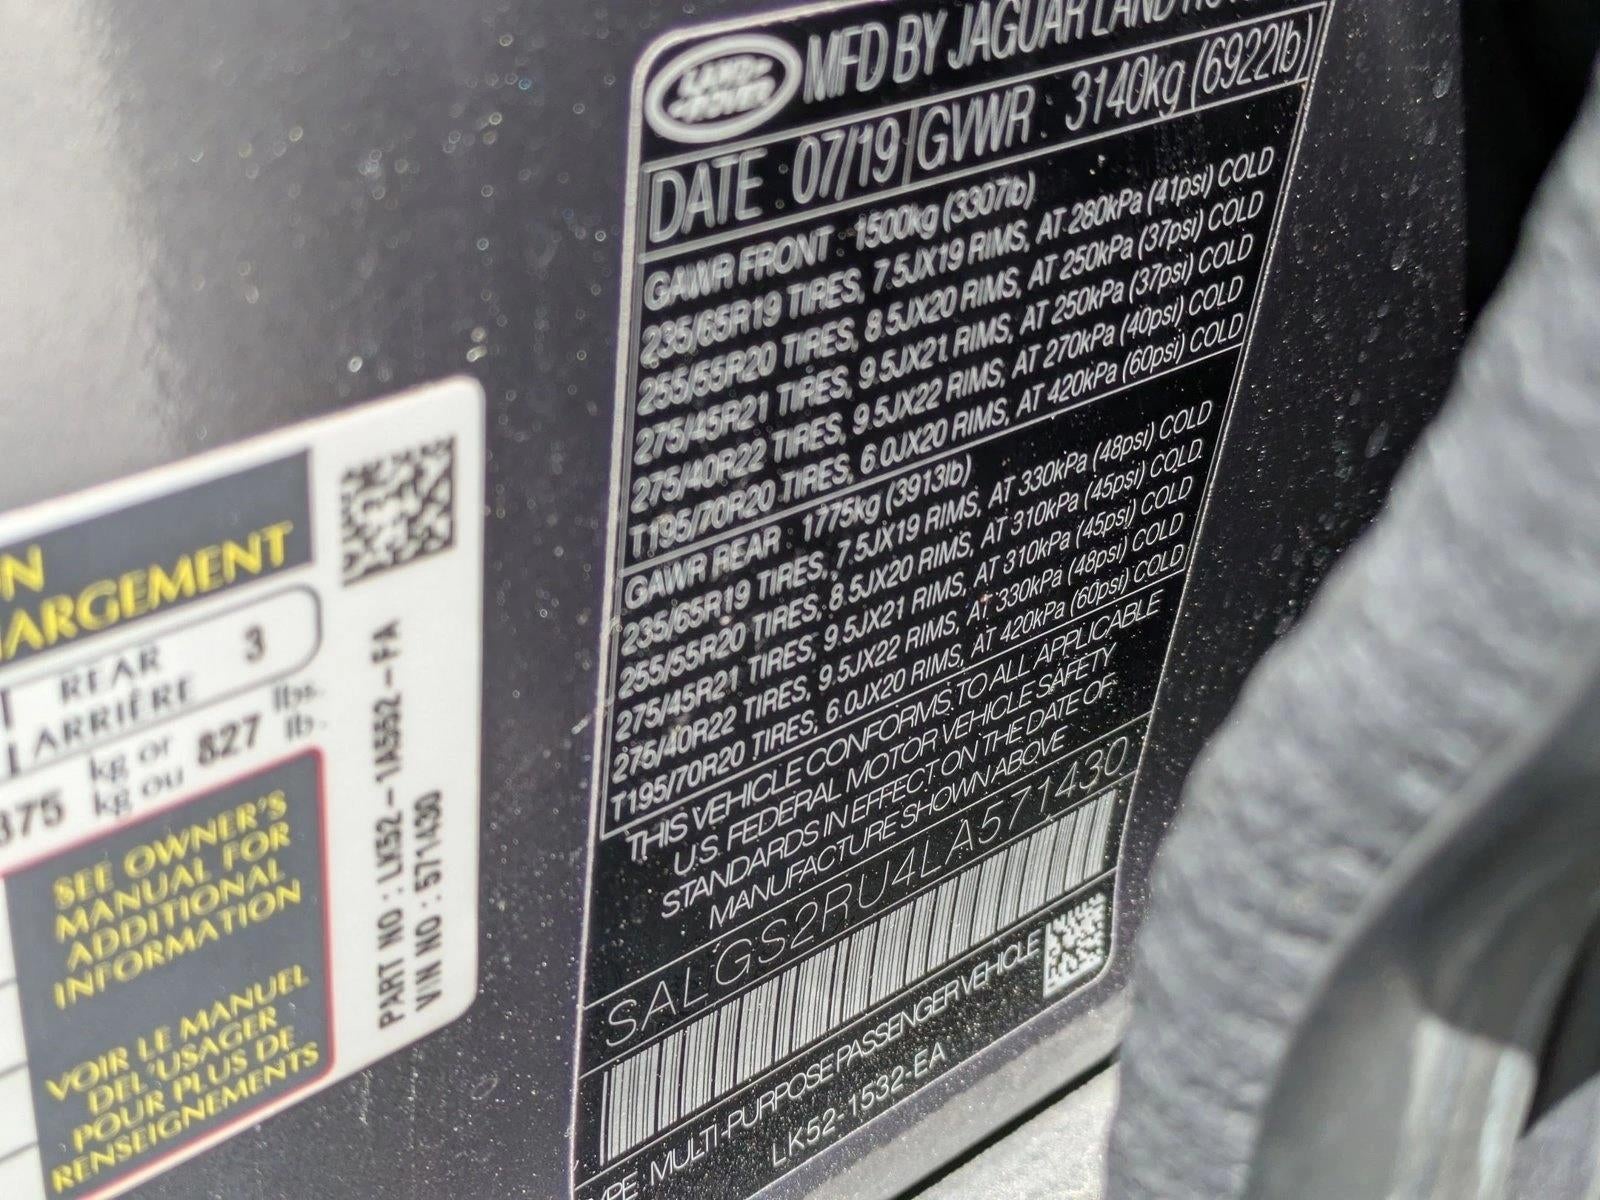 LAND ROVER
MFD BY JAGUAR LAND ROVER
DATE : 07/19 GVWR : 3140kg (6922lb)
GAWR FRONT : 1500kg (3307lb)
235/65R19 TIRES, 7.5JX19 RIMS, AT 280kPa (41psi) COLD
255/55R20 TIRES, 8.5JX20 RIMS, AT 250kPa (37psi) COLD
275/45R21 TIRES, 9.5JX21 RIMS, AT 250kPa (37psi) COLD
275/40R22 TIRES, 9.5JX22 RIMS, AT 270kPa (40psi) COLD
T195/70R20 TIRES, 6.0JX20 RIMS, AT 420kPa (60psi) COLD
GAWR REAR : 1775kg (3913lb)
235/65R19 TIRES, 7.5JX19 RIMS, AT 330kPa (48psi) COLD
255/55R20 TIRES, 8.5JX20 RIMS, AT 310kPa (45psi) COLD
275/45R21 TIRES, 9.5JX21 RIMS, AT 310kPa (45psi) COLD
275/40R22 TIRES, 9.5JX22 RIMS, AT 330kPa (48psi) COLD
T195/70R20 TIRES, 6.0JX20 RIMS, AT 420kPa (60psi) COLD
THIS VEHICLE CONFORMS TO ALL APPLICABLE
U.S. FEDERAL MOTOR VEHICLE SAFETY
STANDARDS IN EFFECT ON THE DATE OF
MANUFACTURE SHOWN ABOVE
SALGS2RU4LA571430
TYPE : MULTI-PURPOSE PASSENGER VEHICLE
LK52-1532-EA
ON
ARGEMENT
REAR
ARRIÈRE 3
375 kg or
kg ou 827 lbs.
lb.
SEE OWNER'S
MANUAL FOR
ADDITIONAL
INFORMATION
VOIR LE MANUEL
DEL 'USAGER
POUR PLUS DE
RENSEIGNEMENTS
PART NO : LK52-1A552-FA
VIN NO : 571430